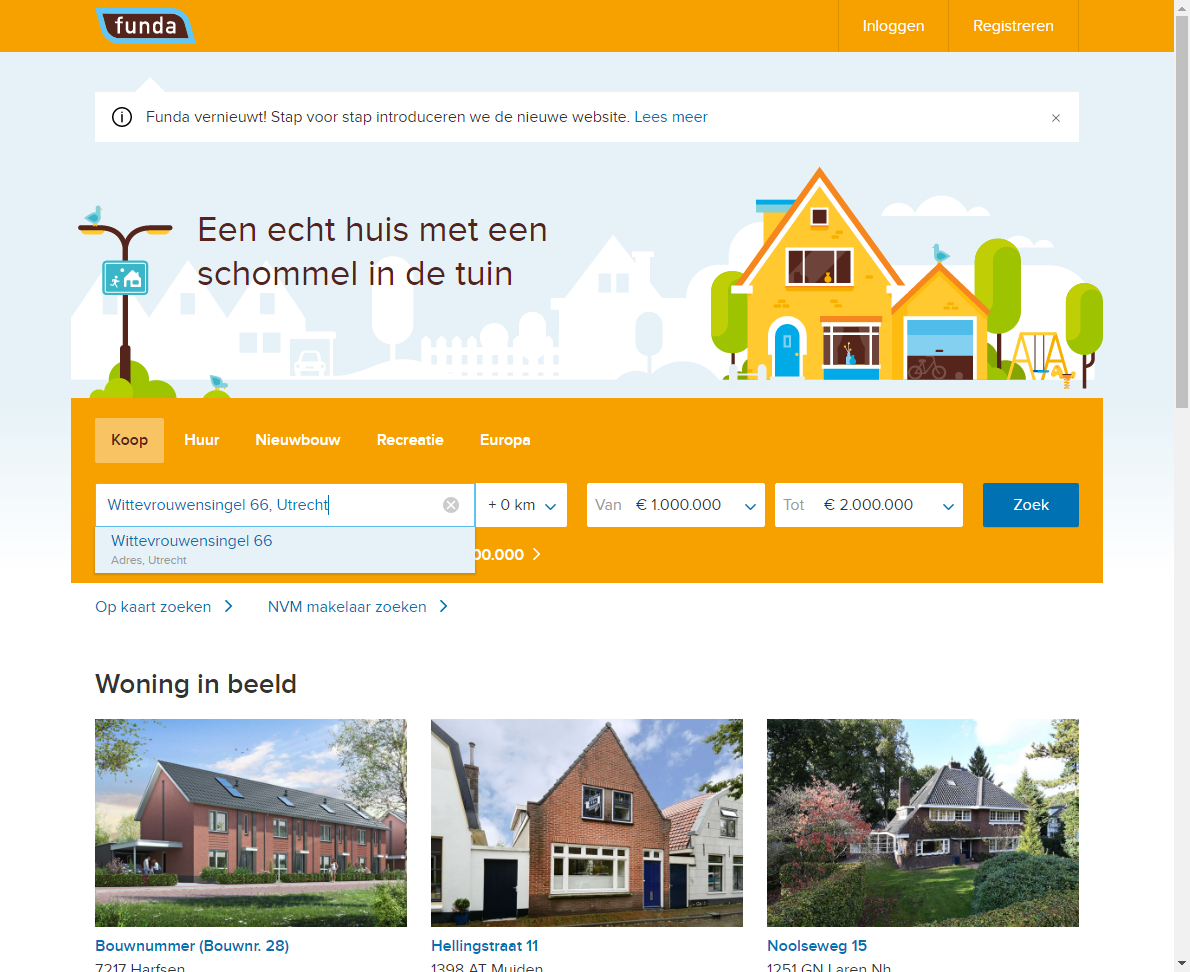 funda
Inloggen
Registreren
Funda vernieuwt! Stap voor stap introduceren we de nieuwe website. Lees meer
Een echt huis met een
schommel in de tuin
Koop
Huur
Nieuwbouw
Recreatie
Europa
Wittevrouwensingel 66, Utrecht
+ 0 km
Van € 1.000.000
Tot € 2.000.000
Zoek
Wittevrouwensingel 66
Adres, Utrecht
00.000
Op kaart zoeken
NVM makelaar zoeken
Woning in beeld
Bouwnummer (Bouwnr. 28)
Hellingstraat 11
Noolseweg 15
7217 Harfsen
1398 AT Muiden
1251 GN Laren Nh